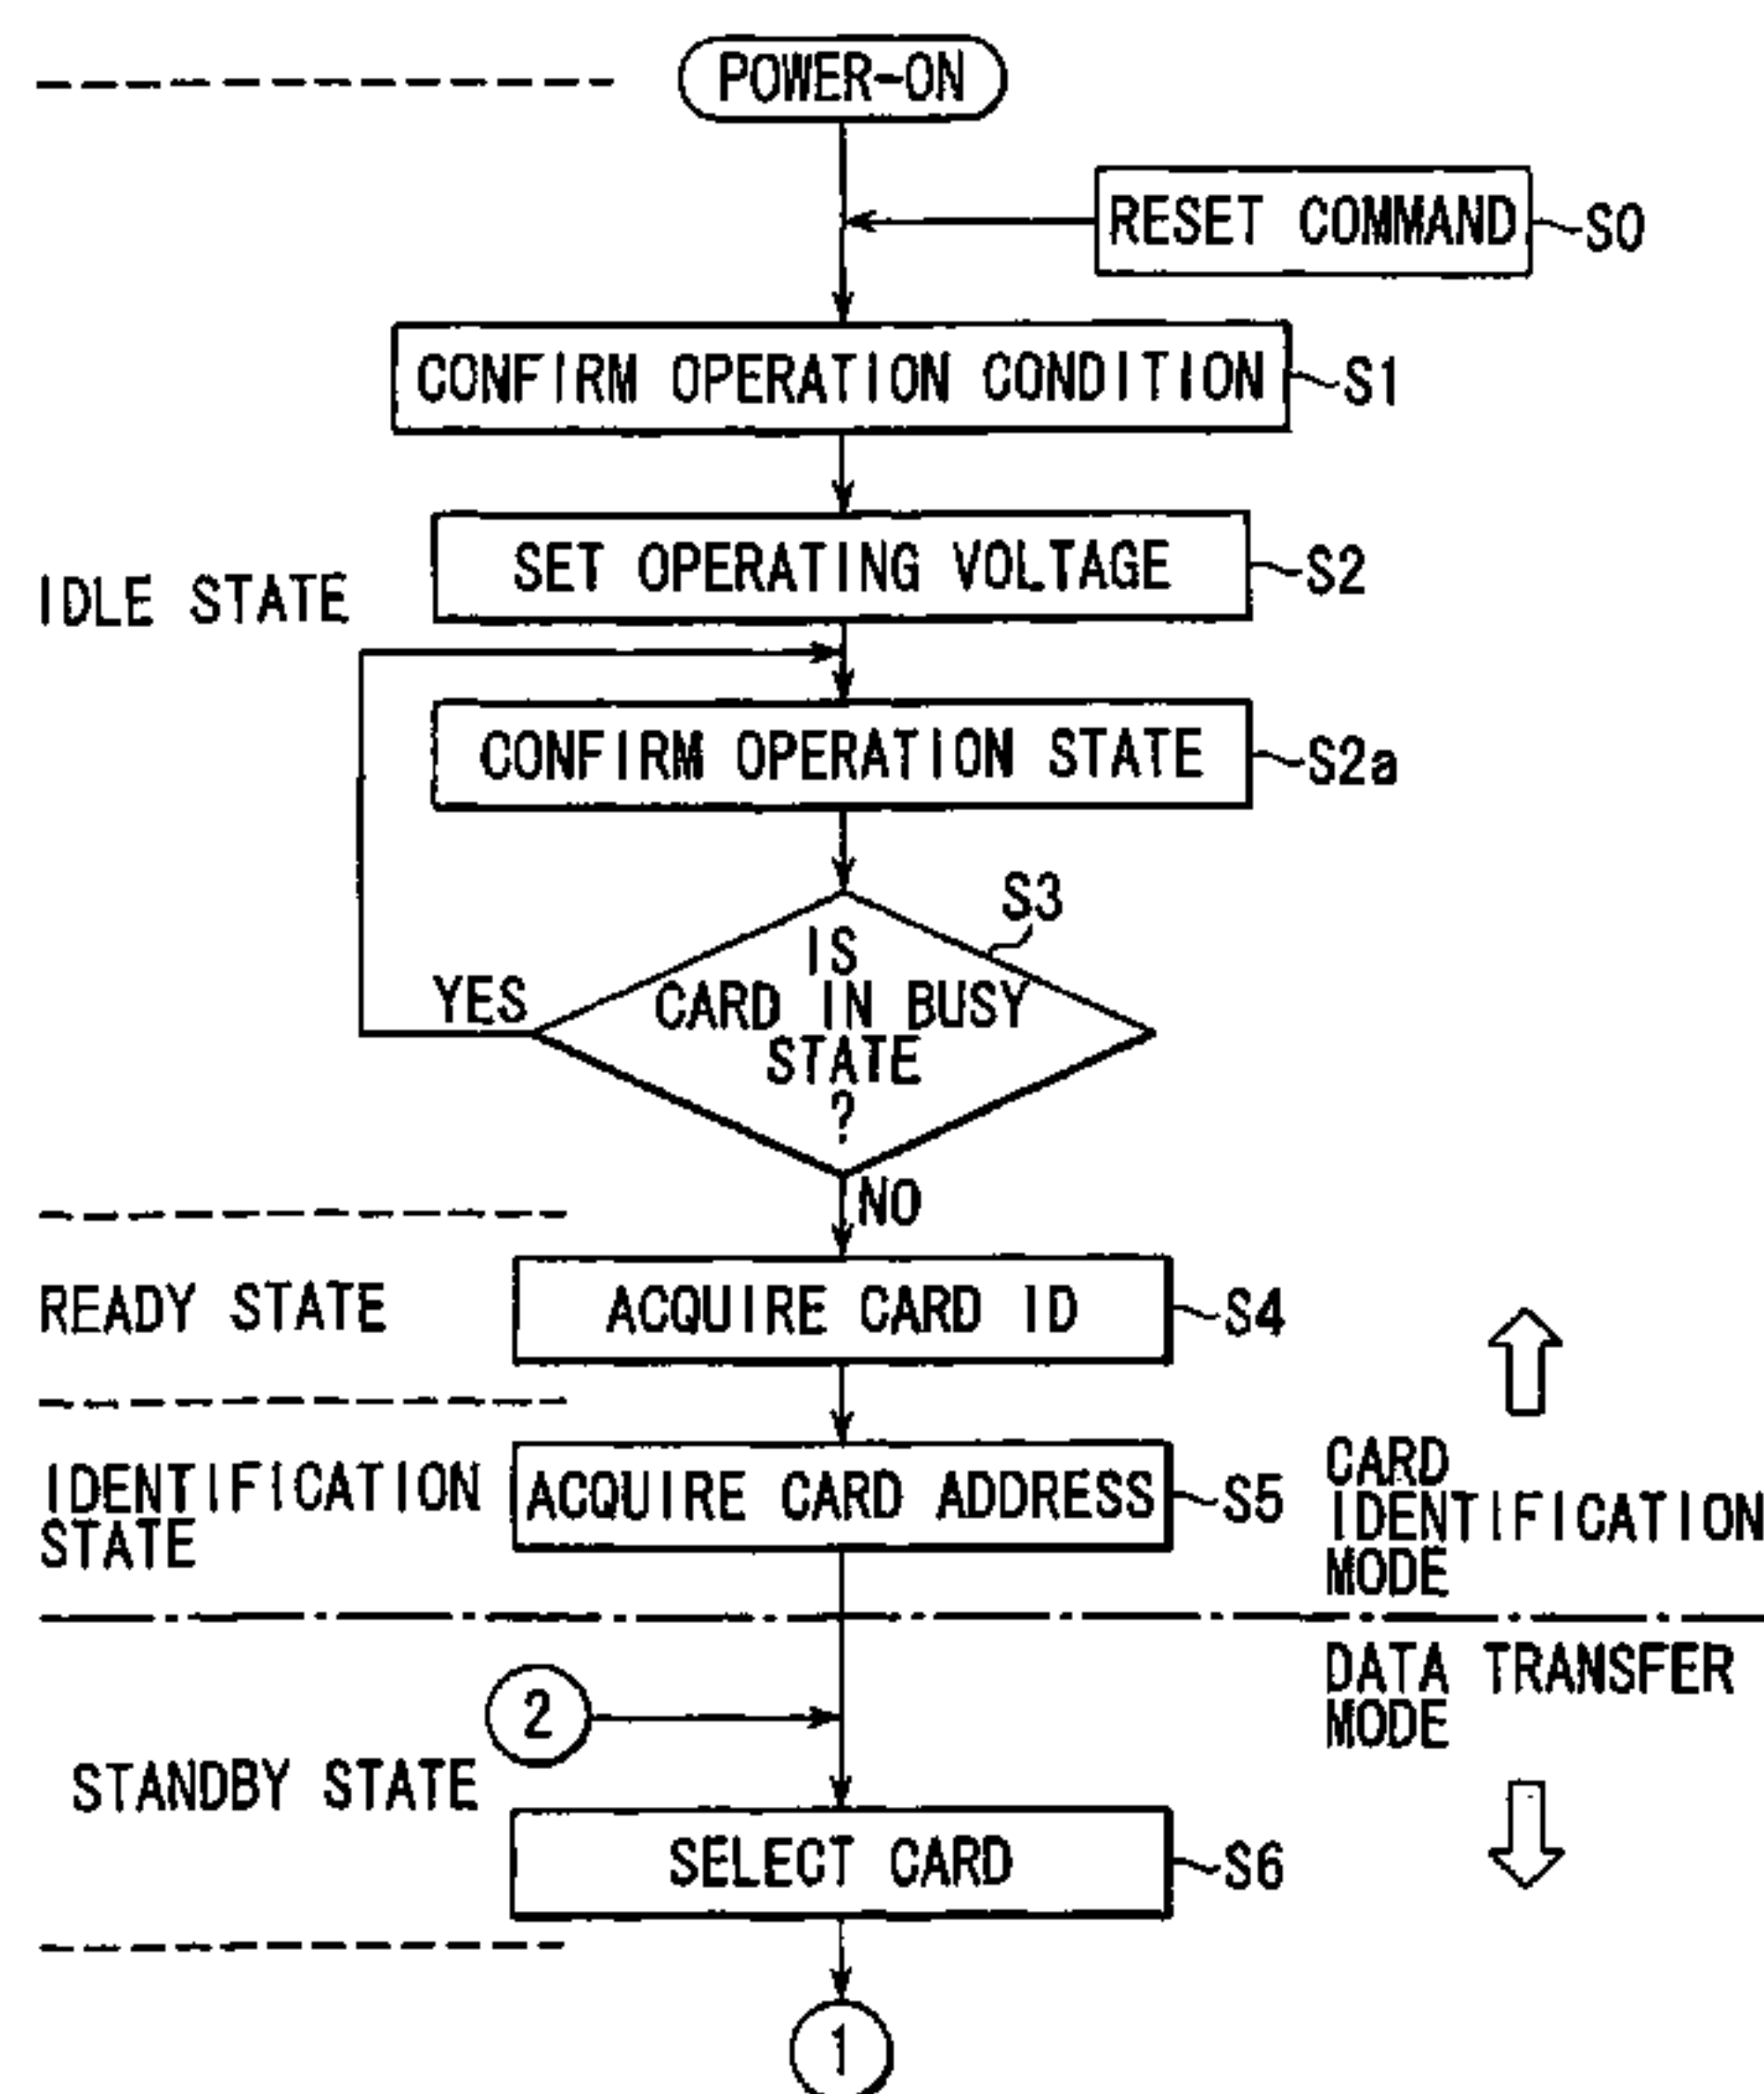 POWER-ON
RESET COMMAND
S0
CONFIRM OPERATION CONDITION
S1
SET OPERATING VOLTAGE
S2
IDLE STATE
CONFIRM OPERATION STATE
S2a
S3
IS
CARD IN BUSY
STATE
?
YES
NO
READY STATE
ACQUIRE CARD ID
S4
IDENTIFICATION
STATE
ACQUIRE CARD ADDRESS
S5
CARD
IDENTIFICATION
MODE
DATA TRANSFER
MODE
2
STANDBY STATE
SELECT CARD
S6
1